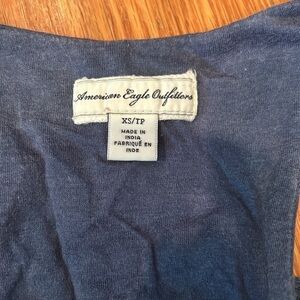 American Eagle Outfitters
XS/TP
MADE IN
INDIA
FABRIQUÉ EN
INDE